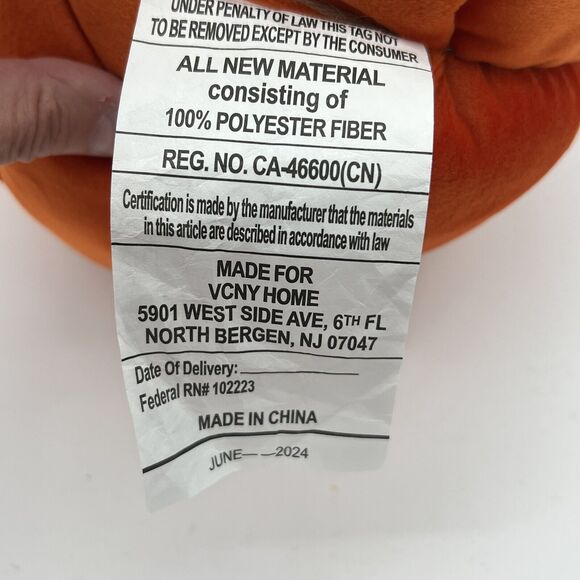 UNDER PENALTY OF LAW THIS TAG NOT
TO BE REMOVED EXCEPT BY THE CONSUMER
ALL NEW MATERIAL
consisting of
100% POLYESTER FIBER
REG. NO. CA-46600(CN)
Certification is made by the manufacturer that the materials
in this article are described in accordance with law
MADE FOR
VCNY HOME
5901 WEST SIDE AVE, 6TH FL
NORTH BERGEN, NJ 07047
Date Of Delivery:
Federal RN# 102223
MADE IN CHINA
JUNE— —2024